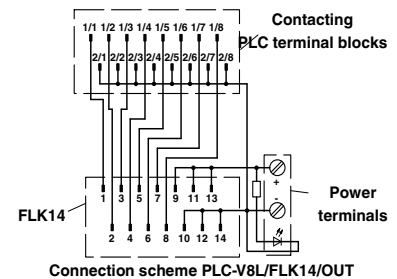 Contacting
PLC terminal blocks
1/1 1/2 1/3 1/4 1/5 1/6 1/7 1/8
2/1 2/2 2/3 2/4 2/5 2/6 2/7 2/8
1 3 5 7 9 11 13
+
-
FLK14
Power
terminals
2 4 6 8 10 12 14
Connection scheme PLC-V8L/FLK14/OUT